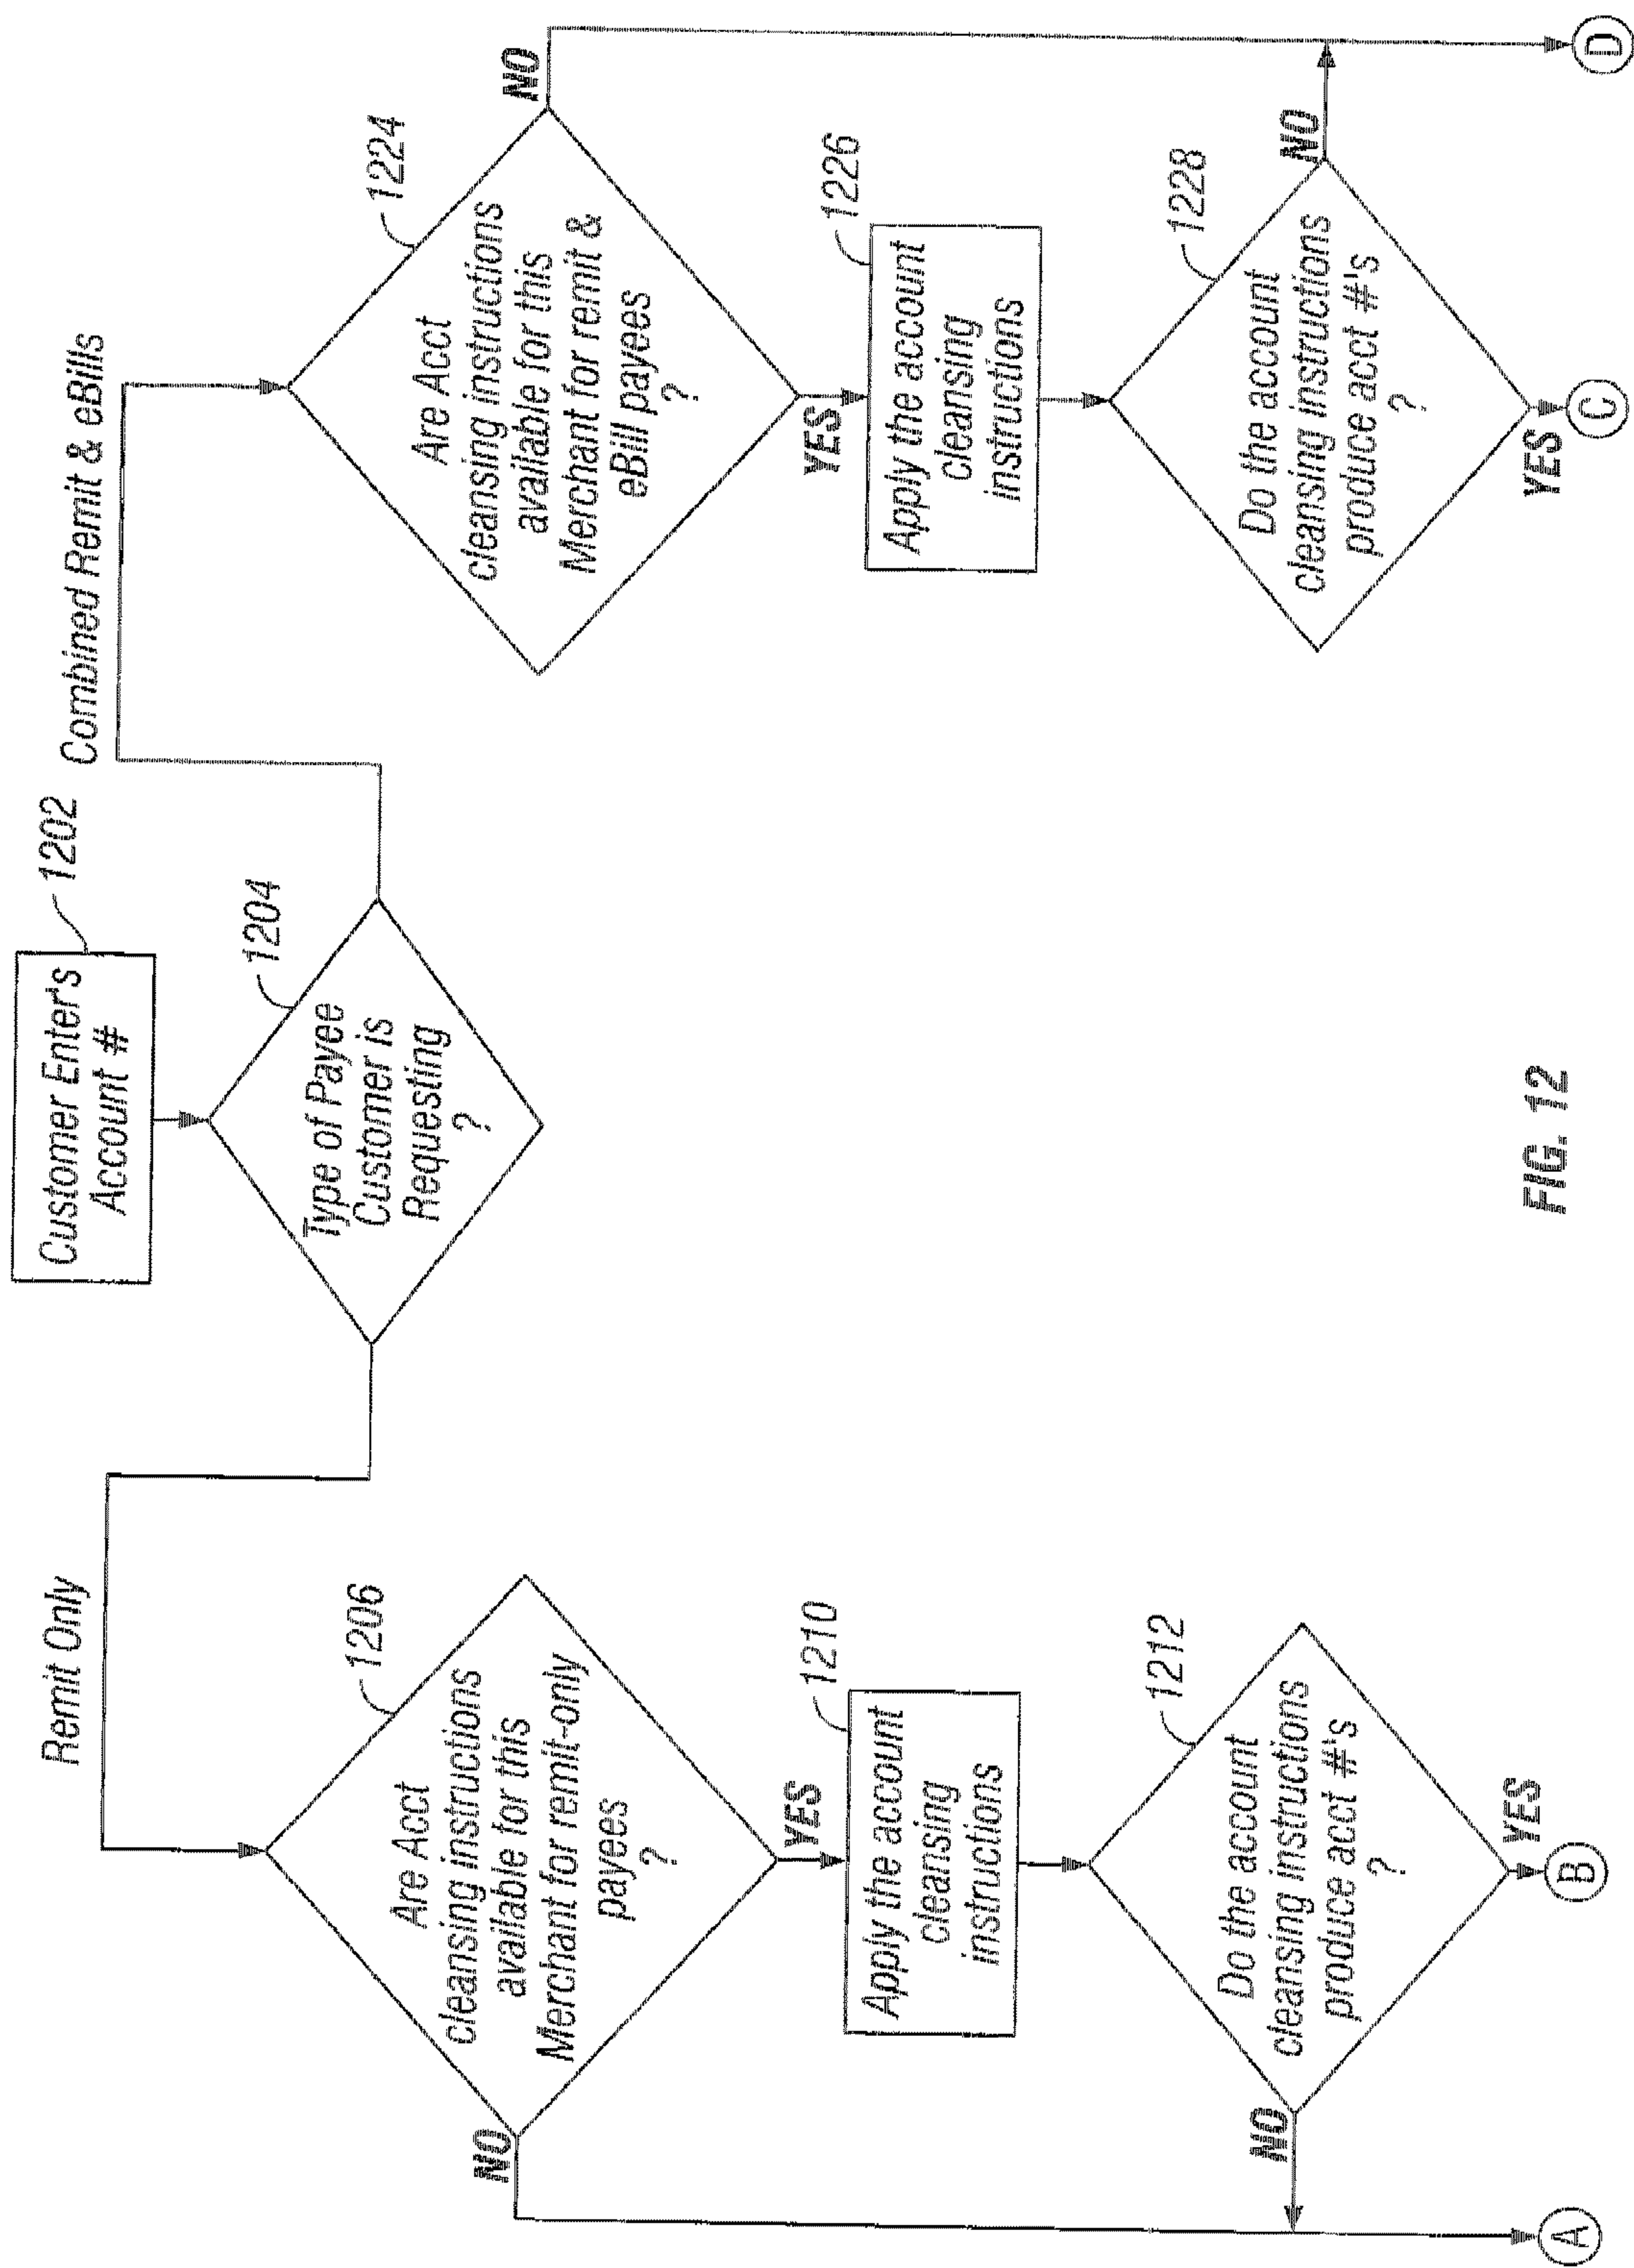 Customer Enter's
Account #
1202
Type of Payee
Customer is
Requesting
?
1204
Remit Only
Combined Remit & eBills
Are Acct
cleansing instructions
available for this
Merchant for remit-only
payees
?
1206
NO
YES
Apply the account
cleansing
instructions
1210
Do the account
cleansing instructions
produce acct #'s
?
1212
NO
YES
A
B
Are Acct
cleansing instructions
available for this
Merchant for remit &
eBill payees
?
1224
NO
YES
Apply the account
cleansing
instructions
1226
Do the account
cleansing instructions
produce acct #'s
?
1228
NO
YES
C
D
FIG. 12